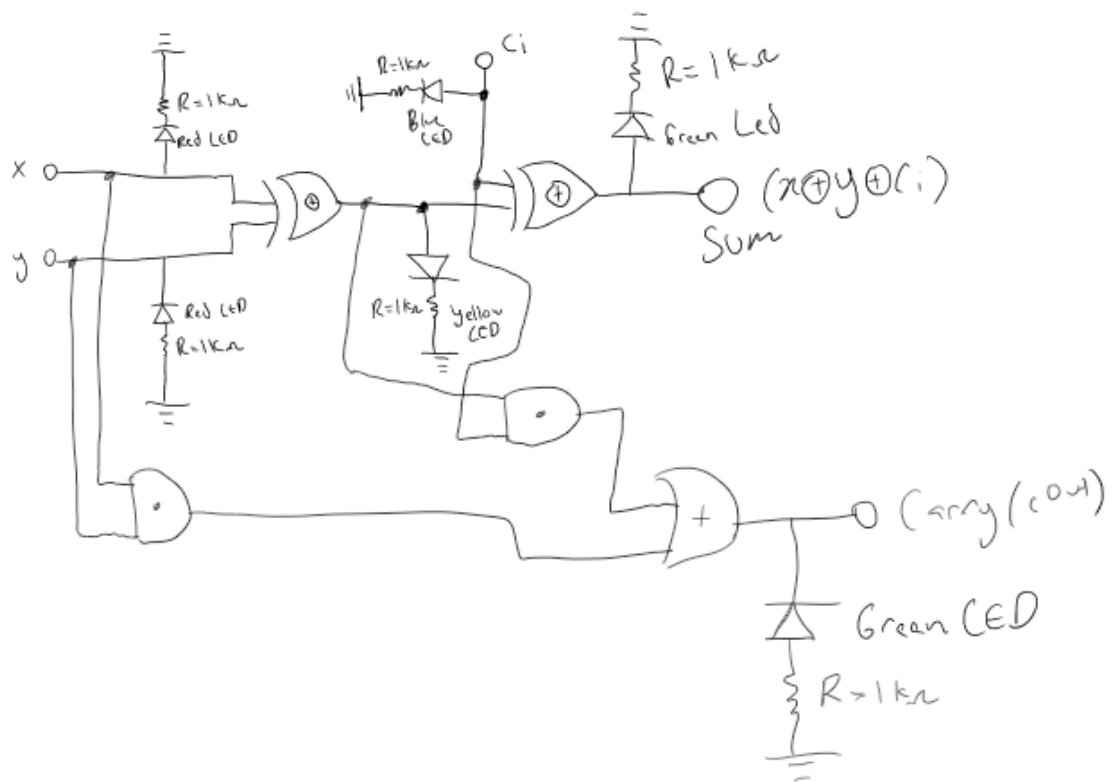 Ci
R=1kΩ
Blue
LED
R=1kΩ
Red LED
R=1kΩ
Green Led
x
⊕
⊕
(x⊕y⊕Ci)
Sum
y
Red LED
R=1kΩ
R=1kΩ
Yellow
LED
•
•
+
Carry (cout)
Green LED
R=1kΩ